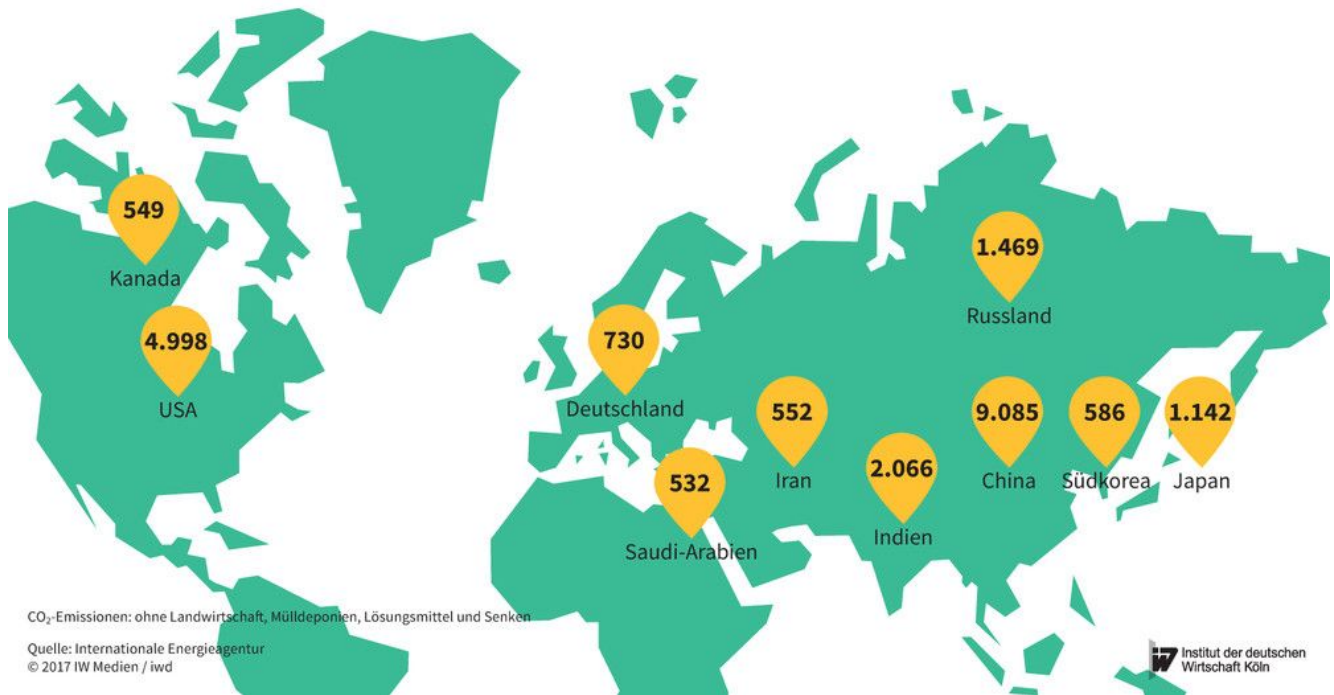 549
Kanada
4.998
USA
730
Deutschland
532
Saudi-Arabien
552
Iran
2.066
Indien
1.469
Russland
9.085
China
586
Südkorea
1.142
Japan
CO₂-Emissionen: ohne Landwirtschaft, Mülldeponien, Lösungsmittel und Senken
Quelle: Internationale Energieagentur
© 2017 IW Medien / iwd
iw Institut der deutschen
Wirtschaft Köln